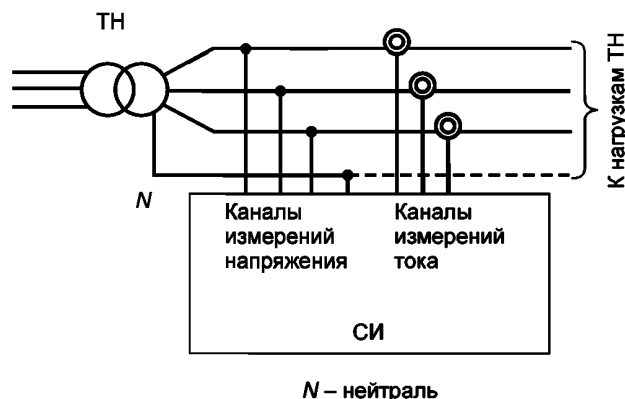 ТН
К нагрузкам ТН
N
Каналы
измерений
напряжения
Каналы
измерений
тока
СИ
N – нейтраль